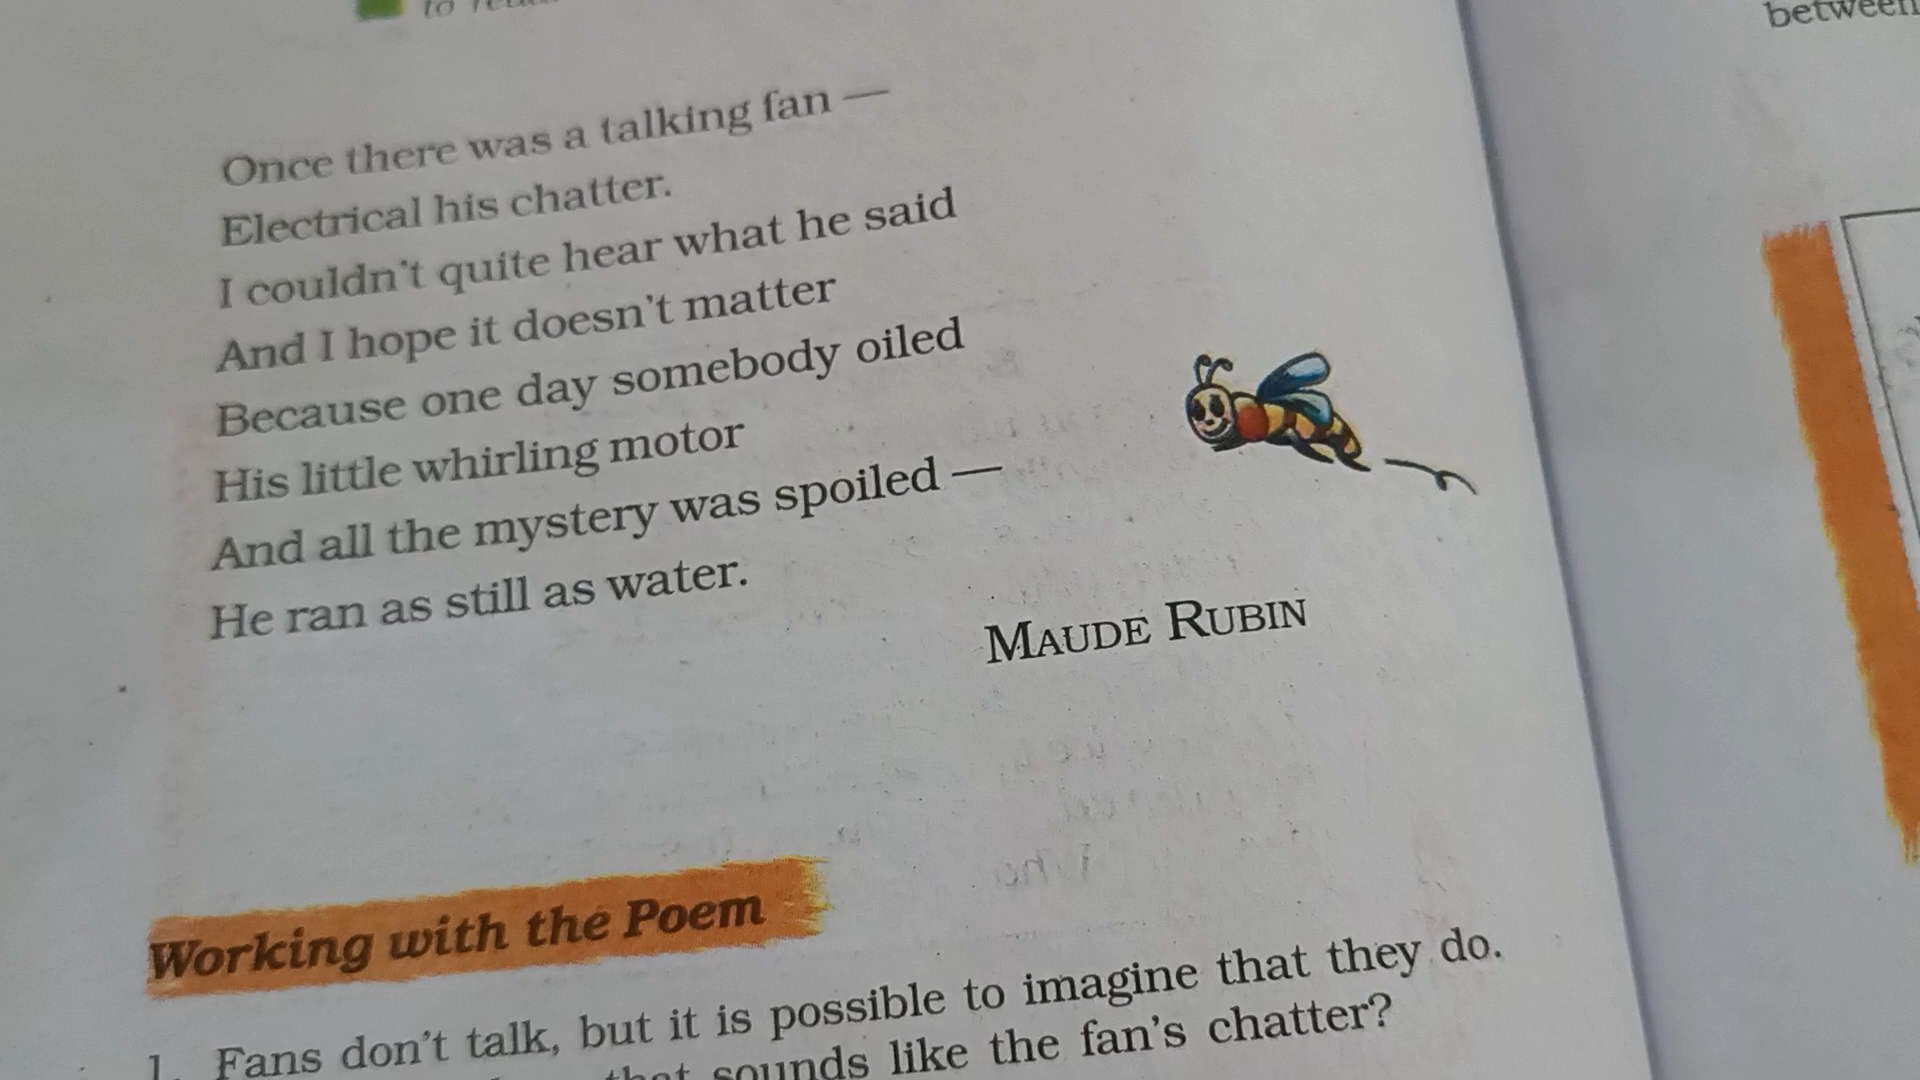 to
between
Once there was a talking fan —
Electrical his chatter.
I couldn't quite hear what he said
And I hope it doesn't matter
Because one day somebody oiled
His little whirling motor
And all the mystery was spoiled —
He ran as still as water.
MAUDE RUBIN
Working with the Poem
1. Fans don't talk, but it is possible to imagine that they do.
that sounds like the fan's chatter?